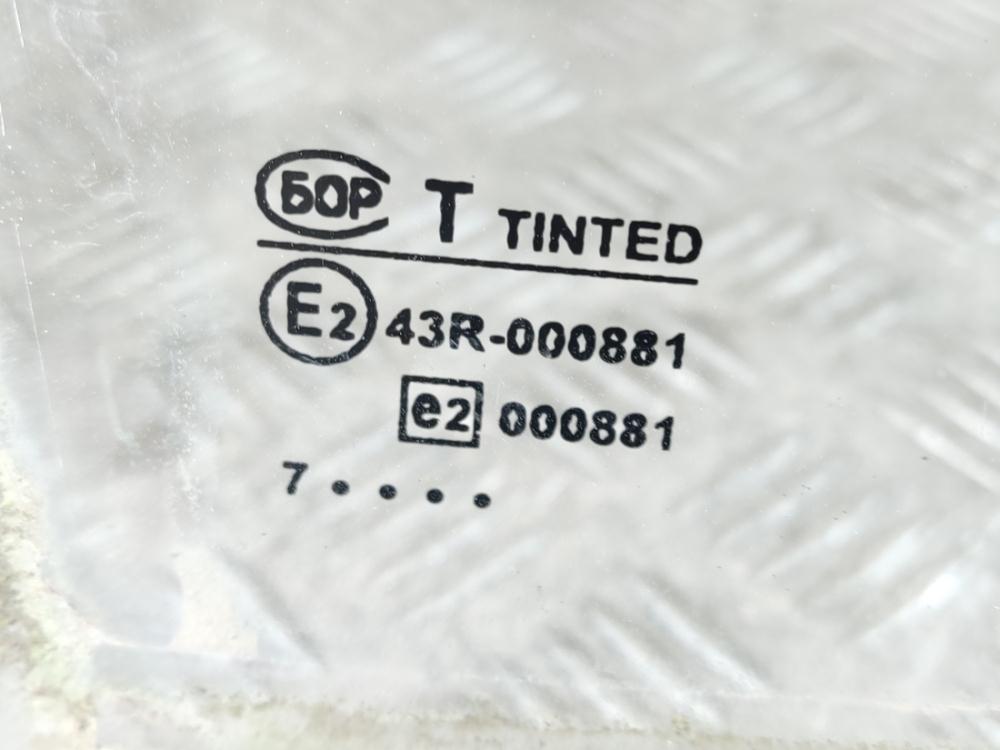 БОР T TINTED
E2 43R-000881
e2 000881
7 • • • •